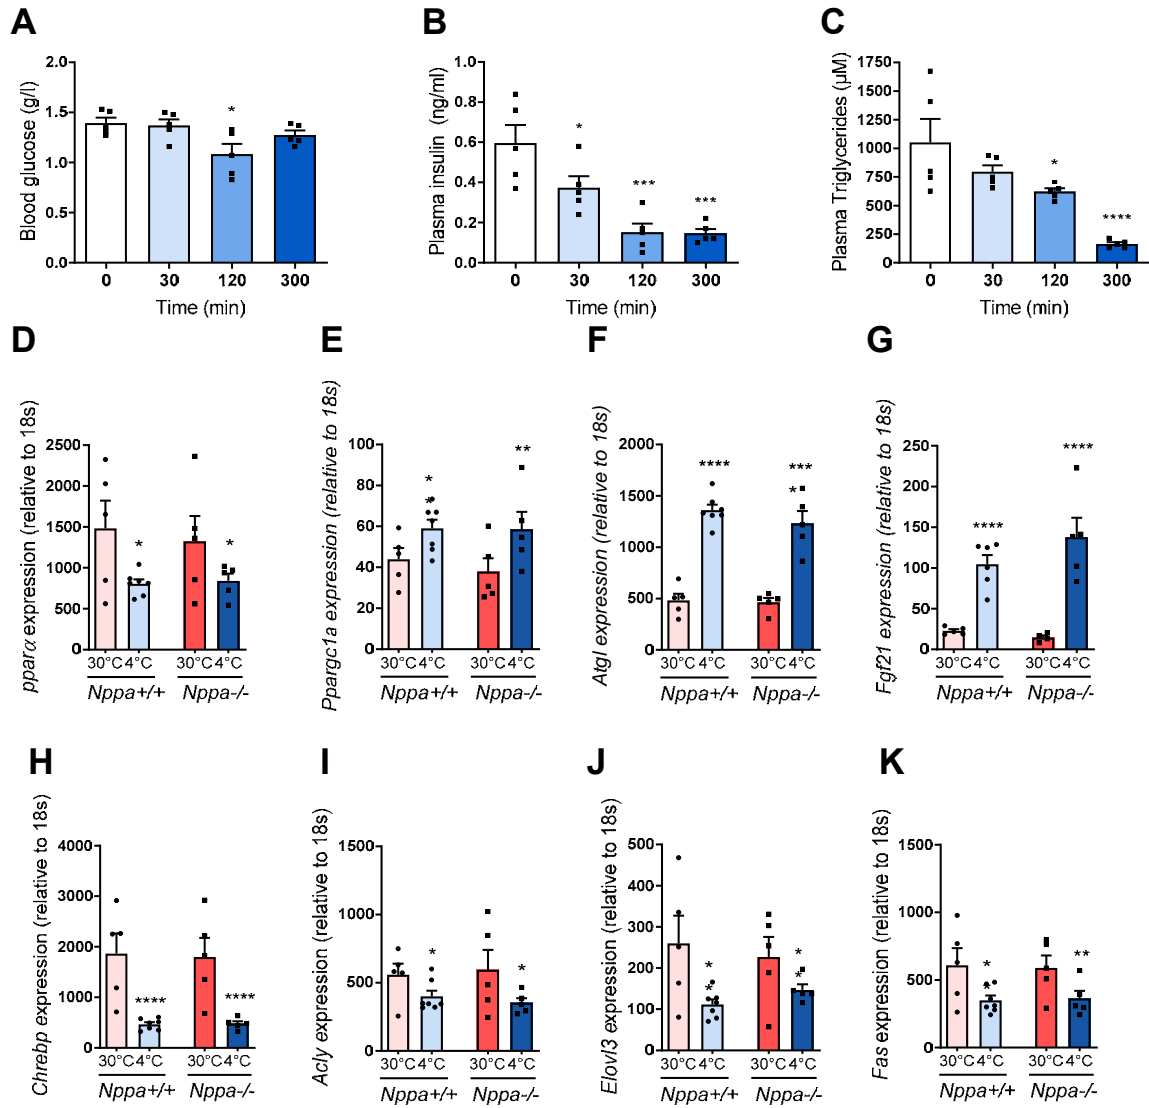 A
B
C
Blood glucose (g/l)
2.0
1.5
1.0
0.5
0.0
*
0 30 120 300
Time (min)
Plasma insulin (ng/ml)
1.0
0.8
0.6
0.4
0.2
0.0
*
***
***
0 30 120 300
Time (min)
Plasma Triglycerides (µM)
1750
1500
1250
1000
750
500
250
0
*
****
0 30 120 300
Time (min)
D
E
F
G
pparα expression (relative to 18s)
2500
2000
1500
1000
500
0
*
*
30°C 4°C 30°C 4°C
Nppa+/+ Nppa-/-
Ppargc1a expression (relative to 18s)
100
80
60
40
20
0
*
*
**
30°C 4°C 30°C 4°C
Nppa+/+ Nppa-/-
Atgl expression (relative to 18s)
2000
1500
1000
500
0
****
***
*
30°C 4°C 30°C 4°C
Nppa+/+ Nppa-/-
Fgf21 expression (relative to 18s)
250
200
150
100
50
0
****
****
30°C 4°C 30°C 4°C
Nppa+/+ Nppa-/-
H
I
J
K
Chrebp expression (relative to 18s)
4000
3000
2000
1000
0
****
****
30°C 4°C 30°C 4°C
Nppa+/+ Nppa-/-
Acly expression (relative to 18s)
1500
1000
500
0
*
*
30°C 4°C 30°C 4°C
Nppa+/+ Nppa-/-
Elovl3 expression (relative to 18s)
500
400
300
200
100
0
*
*
*
*
30°C 4°C 30°C 4°C
Nppa+/+ Nppa-/-
Fas expression (relative to 18s)
1500
1000
500
0
*
*
**
30°C 4°C 30°C 4°C
Nppa+/+ Nppa-/-